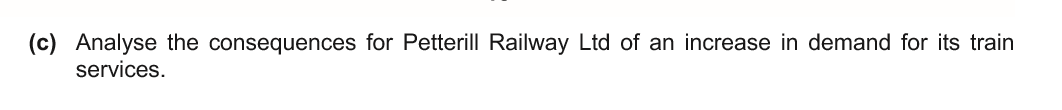 (c) Analyse the consequences for Petterill Railway Ltd of an increase in demand for its train
services.